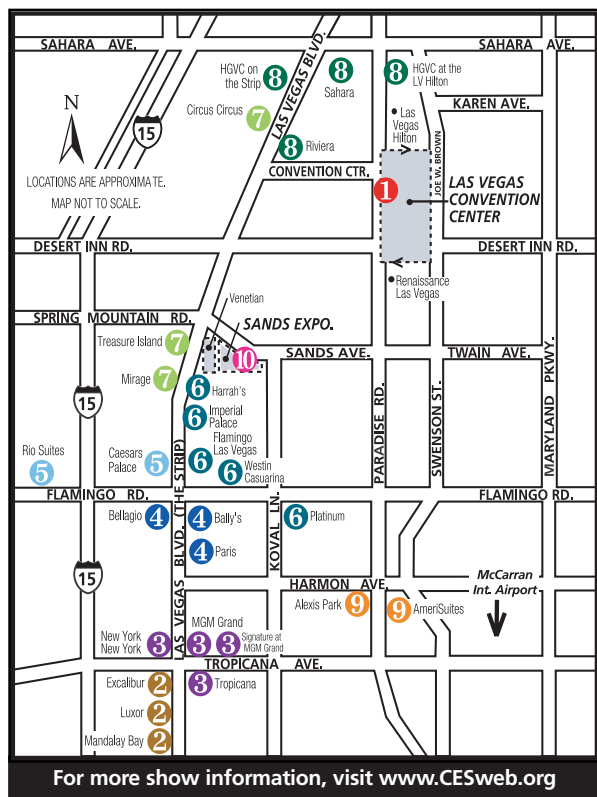 SAHARA AVE.
SAHARA AVE.
HGVC on
the Strip
8
LAS VEGAS BLVD.
8
Sahara
8
HGVC at the
LV Hilton
KAREN AVE.
N
15
Circus Circus
7
Las
Vegas
Hilton
8
Riviera
JOE W. BROWN
CONVENTION CTR.
LOCATIONS ARE APPROXIMATE.
MAP NOT TO SCALE.
1
LAS VEGAS
CONVENTION
CENTER
DESERT INN RD.
DESERT INN RD.
Renaissance
Las Vegas
Venetian
SPRING MOUNTAIN RD.
SANDS EXPO.
Treasure Island
7
10
SANDS AVE.
TWAIN AVE.
Mirage
7
6
Harrah's
15
6
Imperial
Palace
PARADISE RD.
SWENSON ST.
MARYLAND PKWY.
Rio Suites
5
Caesars
Palace
5
Flamingo
Las Vegas
6
6
Westin
Casuarina
FLAMINGO RD.
FLAMINGO RD.
LAS VEGAS BLVD. (THE STRIP)
KOVAL LN.
Bellagio
4
4
Bally's
6
Platinum
4
Paris
15
HARMON AVE.
McCarran
Int. Airport
Alexis Park
9
9
AmeriSuites
New York
New York
3
MGM Grand
3
3
Signature at
MGM Grand
TROPICANA AVE.
Excalibur
2
3
Tropicana
Luxor
2
Mandalay Bay
2
For more show information, visit www.CESweb.org